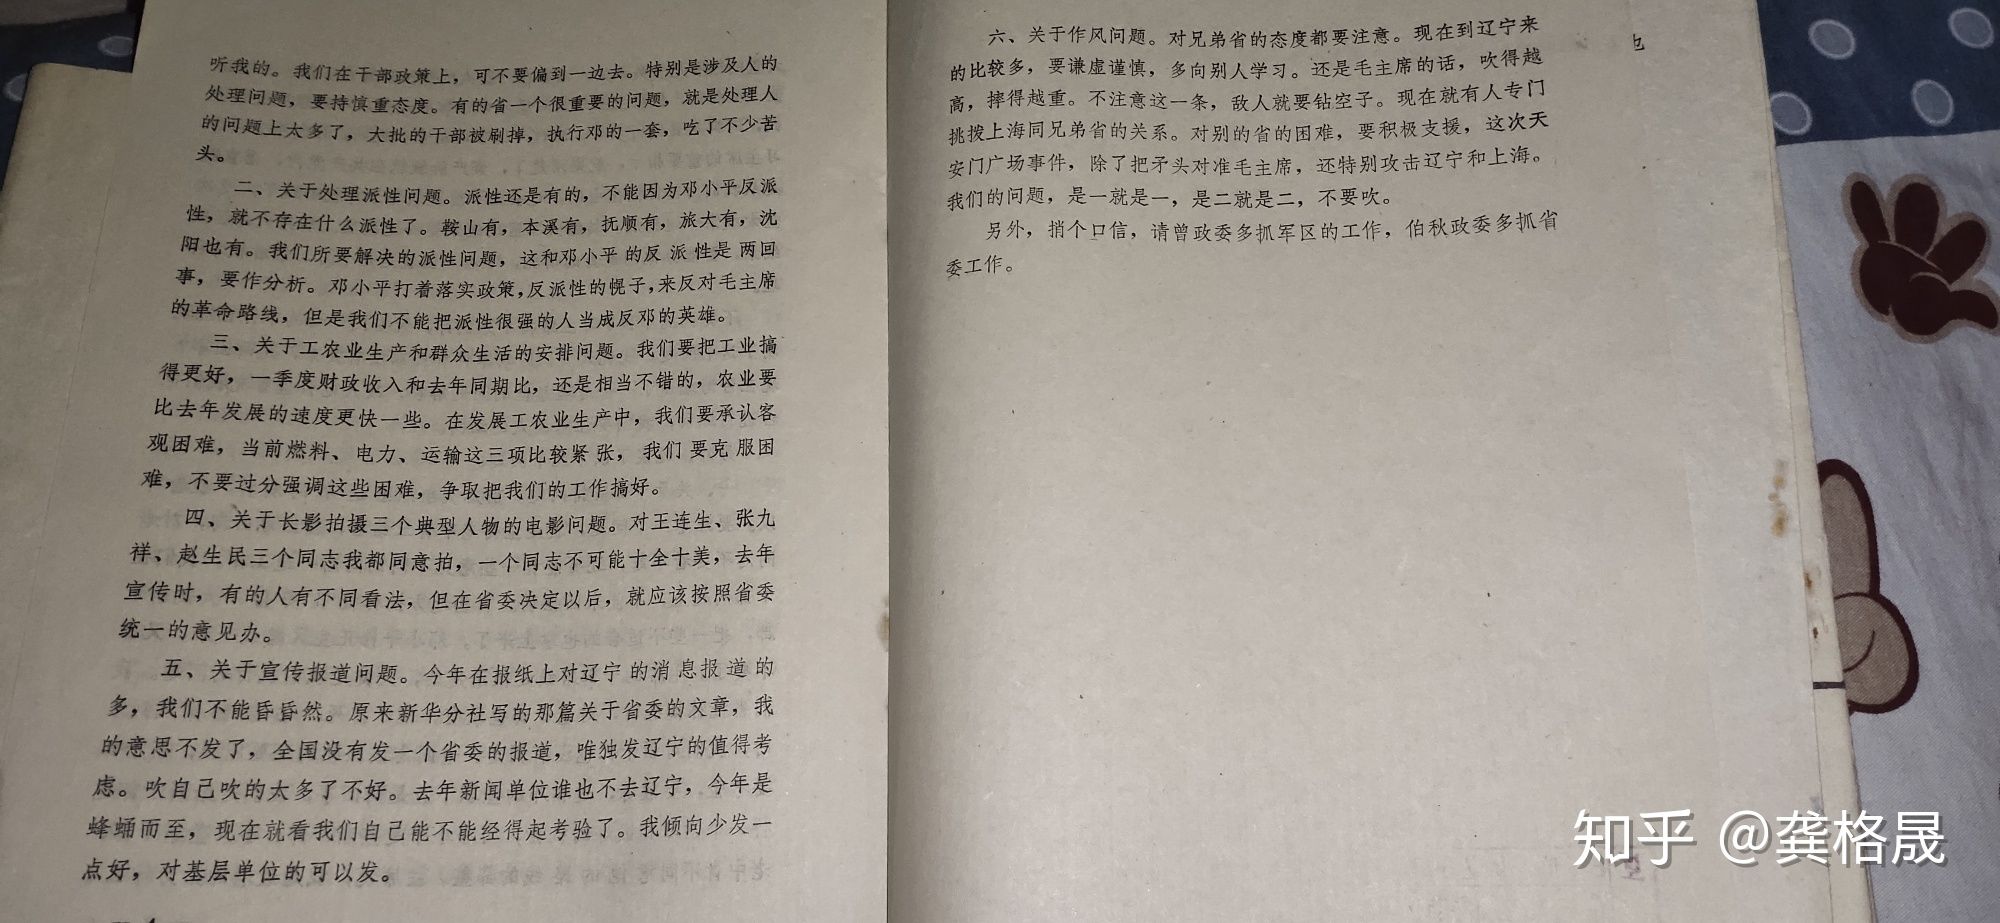 听我的。我们在干部政策上，可不要偏到一边去。特别是涉及人的
处理问题，要持慎重态度。有的省一个很重要的问题，就是处理人
的问题上太多了，大批的干部被刷掉，执行邓的一套，吃了不少苦
头。
二、关于处理派性问题。派性还是有的，不能因为邓小平反派
性，就不存在什么派性了。鞍山有，本溪有，抚顺有，旅大有，沈
阳也有。我们所要解决的派性问题，这和邓小平的反派性是两回
事，要作分析。邓小平打着落实政策，反派性的幌子，来反对毛主席
的革命路线，但是我们不能把派性很强的人当成反邓的英雄。
三、关于工农业生产和群众生活的安排问题。我们要把工业搞
得更好，一季度财政收入和去年同期比，还是相当不错的，农业要
比去年发展的速度更快一些。在发展工农业生产中，我们要承认客
观困难，当前燃料、电力、运输这三项比较紧张，我们要克服困
难，不要过分强调这些困难，争取把我们的工作搞好。
四、关于长影拍摄三个典型人物的电影问题。对王连生、张九
祥、赵生民三个同志我都同意拍，一个同志不可能十全十美，去年
宣传时，有的人有不同看法，但在省委决定以后，就应该按照省委
统一的意见办。
五、关于宣传报道问题。今年在报纸上对辽宁的消息报道的
多，我们不能昏昏然。原来新华分社写的那篇关于省委的文章，我
的意思不发了，全国没有发一个省委的报道，唯独发辽宁的值得考
虑。吹自己吹的太多了不好。去年新闻单位谁也不去辽宁，今年是
蜂蛹而至，现在就看我们自己能不能经得起考验了。我倾向少发一
点好，对基层单位的可以发。
六、关于作风问题。对兄弟省的态度都要注意。现在到辽宁来
的比较多，要谦虚谨慎，多向别人学习。还是毛主席的话，吹得越
高，摔得越重。不注意这一条，敌人就要钻空子。现在就有人专门
挑拨上海同兄弟省的关系。对别的省的困难，要积极支援，这次天
安门广场事件，除了把矛头对准毛主席，还特别攻击辽宁和上海。
我们的问题，是一就是一，是二就是二，不要吹。
另外，捎个口信，请曾政委多抓军区的工作，伯秋政委多抓省
委工作。
知乎 @龚格晟